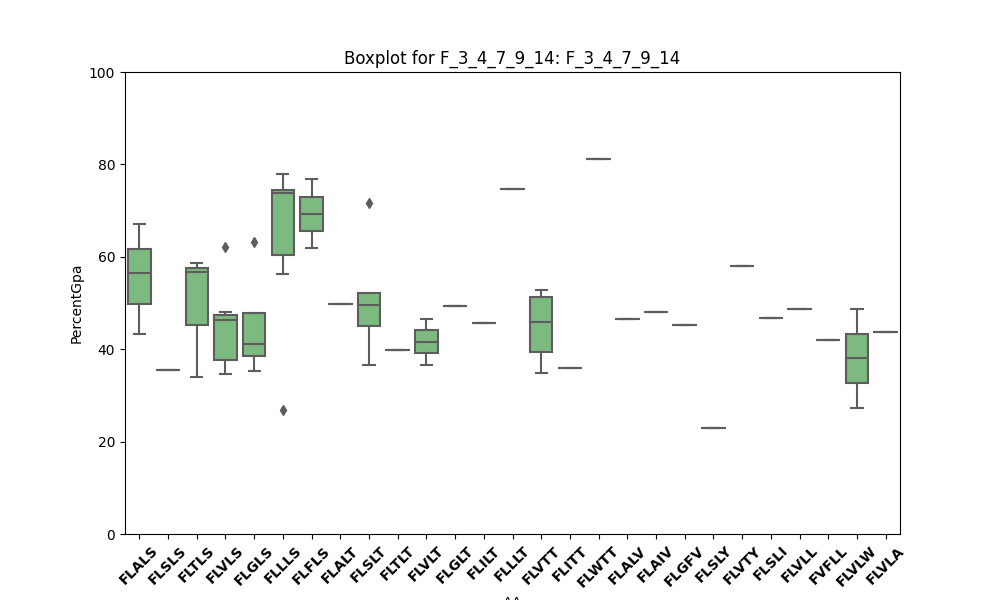 Boxplot for F_3_4_7_9_14: F_3_4_7_9_14
100
80
60
40
20
0
PercentGpa
FLALS FLSLS FLTLS FLVLS FLGLS FLLLS FLFLS FLALT FLSLT FLTLT FLVLT FLGLT FLILT FLLLT FLVTT FLITT FLWTT FLALV FLAIV FLGFV FLSLY FLVTY FLSLI FLVLL FVFLL FLVLW FLVLA